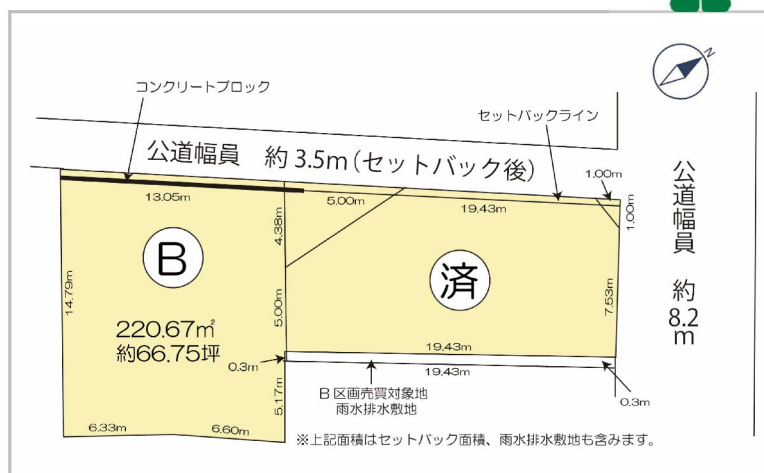 コンクリートブロック
N
セットバックライン
公道幅員 約3.5m(セットバック後)
1.00m
13.05m
5.00m
19.43m
1.00m
公道幅員 約8.2m
4.38m
B
済
14.79m
5.00m
7.53m
220.67㎡
約66.75坪
19.43m
0.3m
19.43m
0.3m
B区画売買対象地
雨水排水敷地
5.17m
6.33m
6.60m
※上記面積はセットバック面積、雨水排水敷地も含みます。